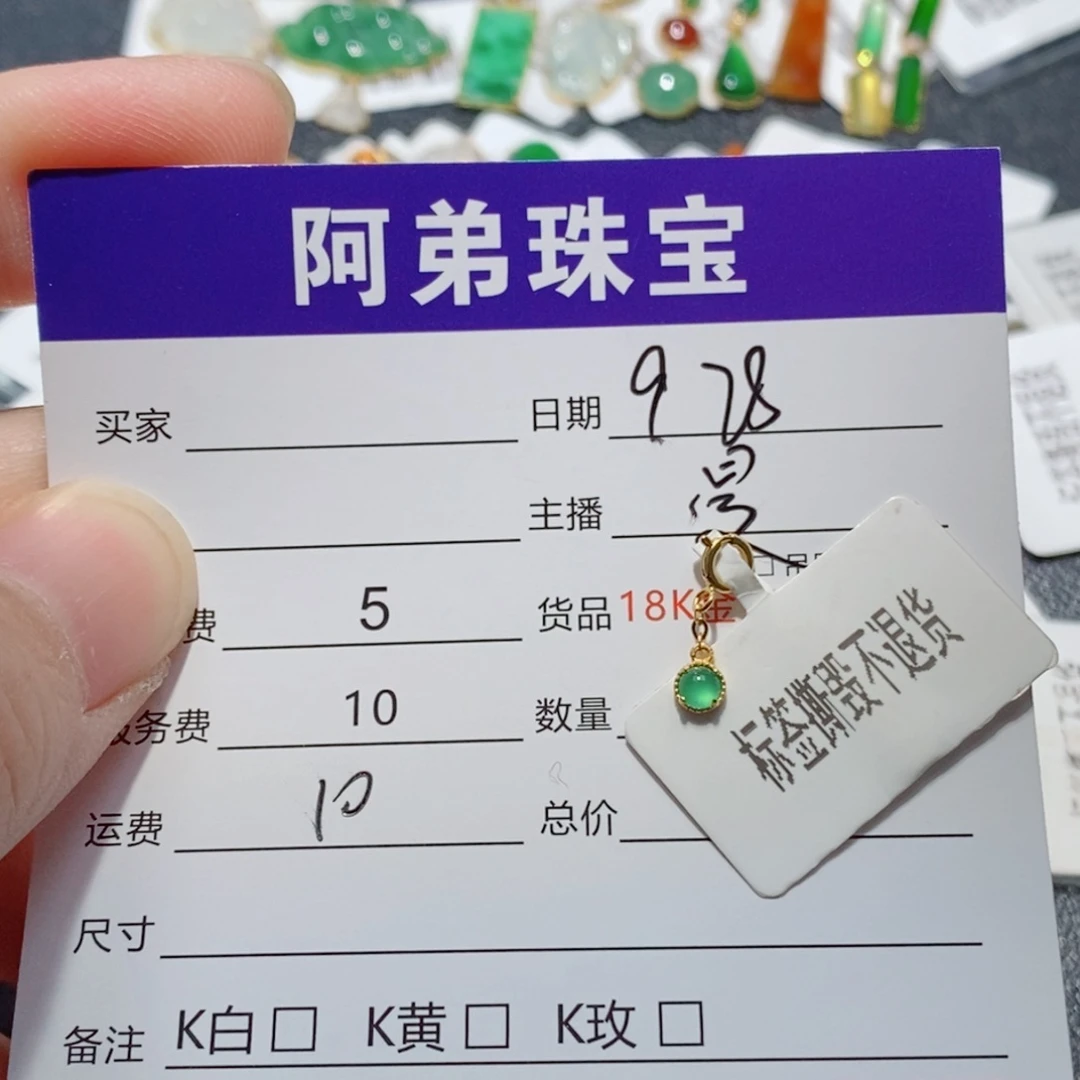 阿弟珠宝
买家 日期 9 28
主播
费 5 货品 18K金
务费 10 数量
运费 10 总价
尺寸
备注 K白□ K黄□ K玫□
标签撕毁不退货